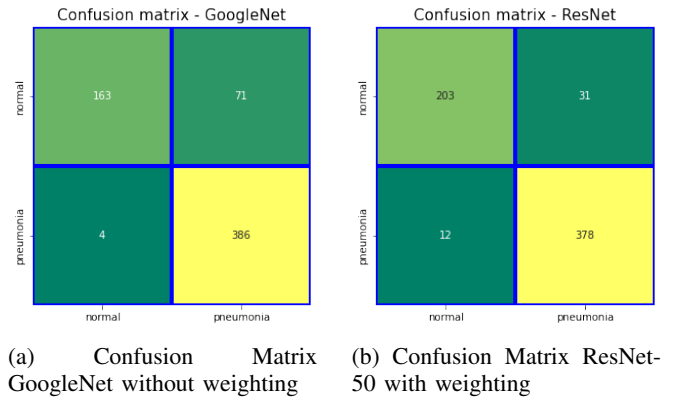 Confusion matrix - GoogleNet
normal
163
71
pneumonia
4
386
normal
pneumonia
(a) Confusion Matrix
GoogleNet without weighting
Confusion matrix - ResNet
normal
203
31
pneumonia
12
378
normal
pneumonia
(b) Confusion Matrix ResNet-
50 with weighting